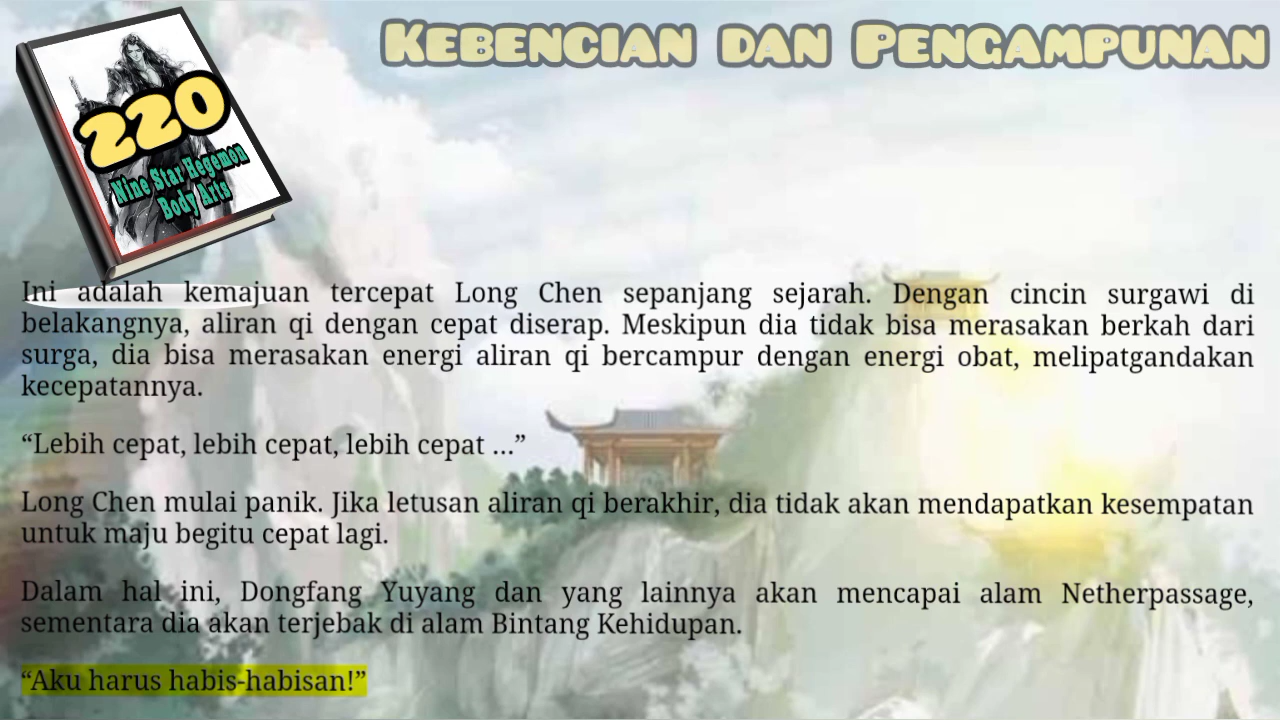 Kebencian dan Pengampunan
220
Nine Star Hegemon
Body Arts
Ini adalah kemajuan tercepat Long Chen sepanjang sejarah. Dengan cincin surgawi di
belakangnya, aliran qi dengan cepat diserap. Meskipun dia tidak bisa merasakan berkah dari
surga, dia bisa merasakan energi aliran qi bercampur dengan energi obat, melipatgandakan
kecepatannya.
“Lebih cepat, lebih cepat, lebih cepat ...”
Long Chen mulai panik. Jika letusan aliran qi berakhir, dia tidak akan mendapatkan kesempatan
untuk maju begitu cepat lagi.
Dalam hal ini, Dongfang Yuyang dan yang lainnya akan mencapai alam Netherpassage,
sementara dia akan terjebak di alam Bintang Kehidupan.
“Aku harus habis-habisan!”